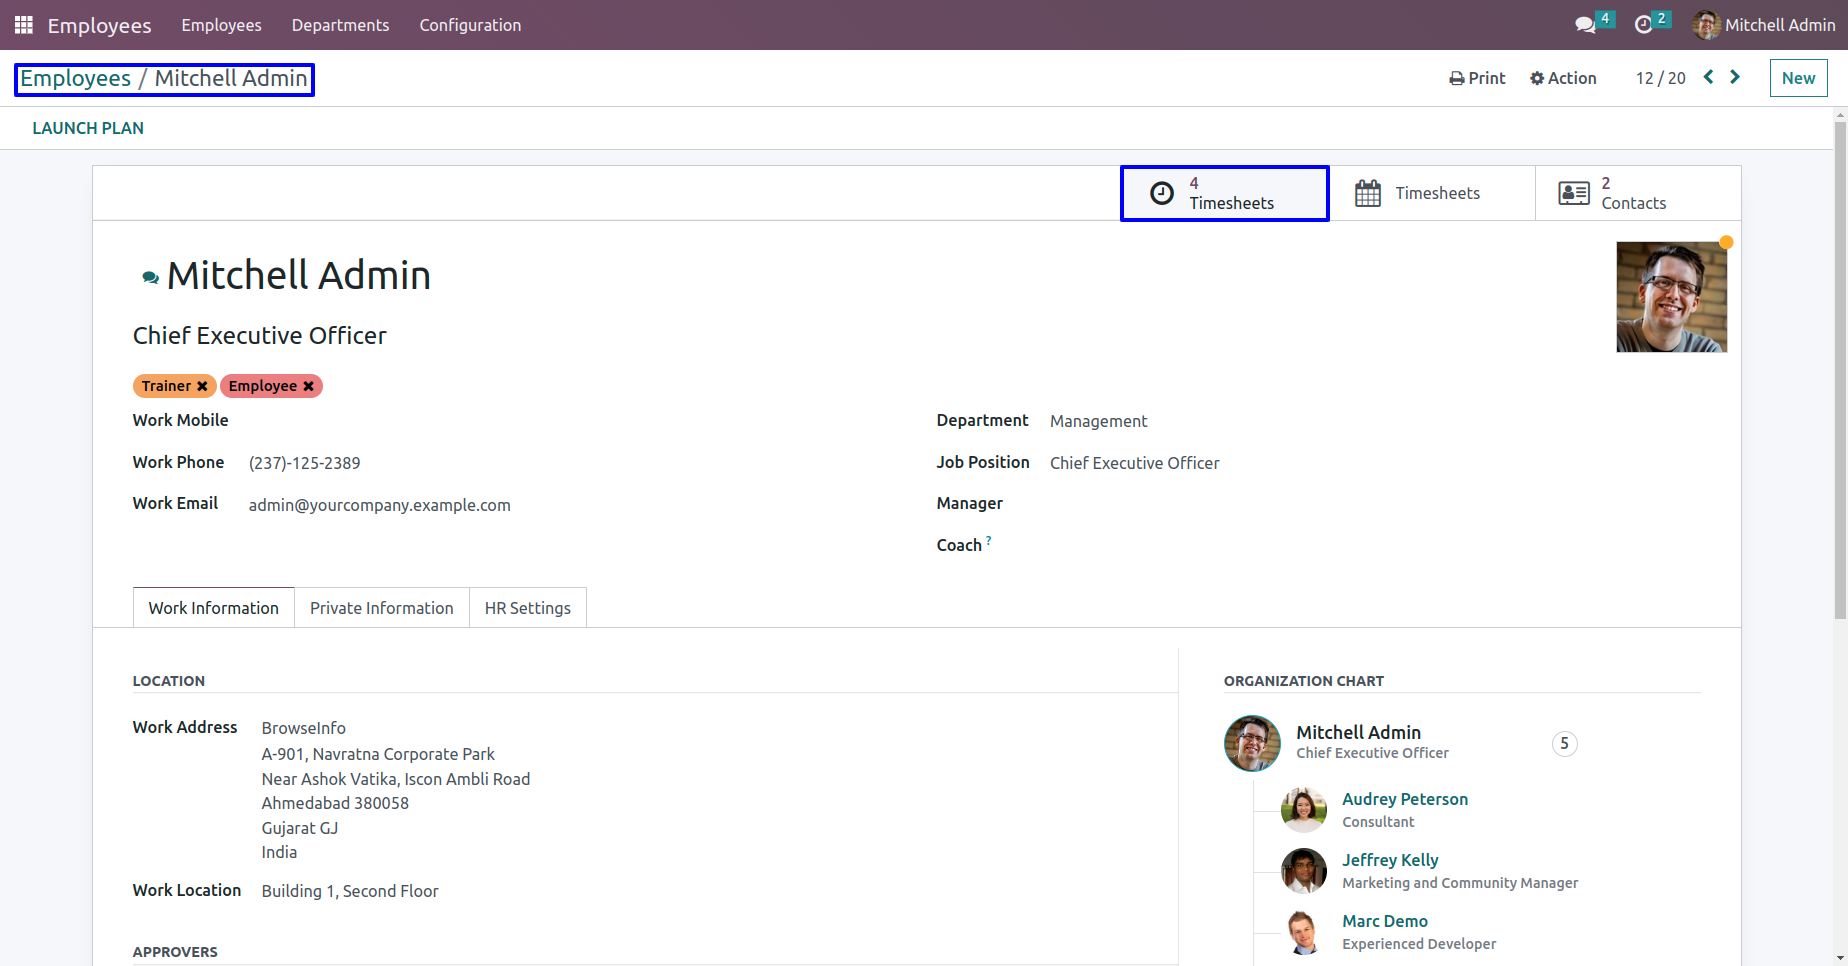 Employees Employees Departments Configuration 4 2 Mitchell Admin
Employees / Mitchell Admin Print Action 12 / 20 New
LAUNCH PLAN
4
Timesheets
Timesheets
2
Contacts
Mitchell Admin
Chief Executive Officer
Trainer ✖ Employee ✖
Work Mobile
Work Phone (237)-125-2389
Work Email admin@yourcompany.example.com
Department Management
Job Position Chief Executive Officer
Manager
Coach ?
Work Information Private Information HR Settings
LOCATION
Work Address BrowseInfo
A-901, Navratna Corporate Park
Near Ashok Vatika, Iscon Ambli Road
Ahmedabad 380058
Gujarat GJ
India
Work Location Building 1, Second Floor
APPROVERS
ORGANIZATION CHART
Mitchell Admin
Chief Executive Officer
5
Audrey Peterson
Consultant
Jeffrey Kelly
Marketing and Community Manager
Marc Demo
Experienced Developer